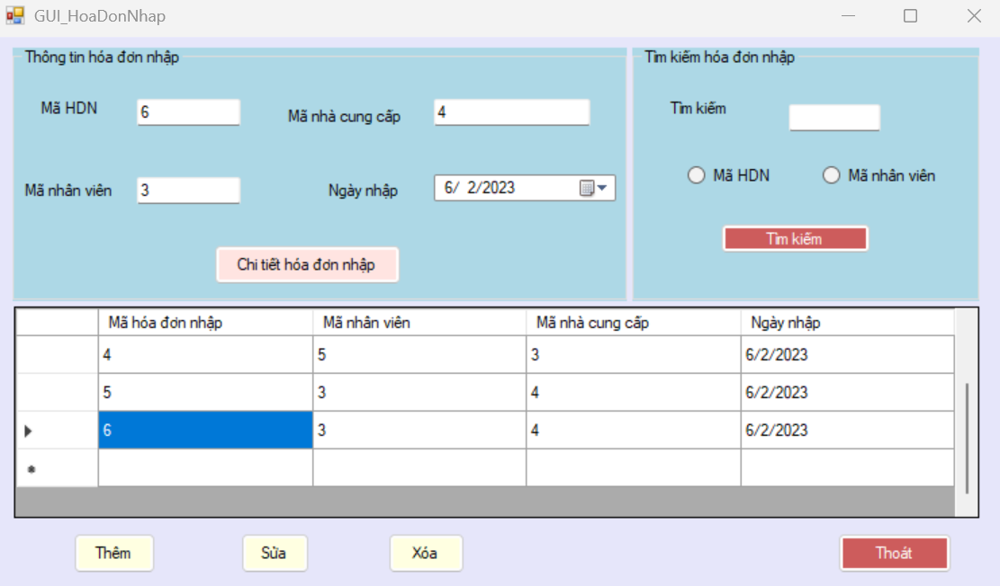 GUI_HoaDonNhap
Thông tin hóa đơn nhập
Mã HDN 6 Mã nhà cung cấp 4
Mã nhân viên 3 Ngày nhập 6/ 2/2023
Chi tiết hóa đơn nhập
Tìm kiếm hóa đơn nhập
Tìm kiếm
Mã HDN Mã nhân viên
Tìm kiếm
Mã hóa đơn nhập Mã nhân viên Mã nhà cung cấp Ngày nhập
4 5 3 6/2/2023
5 3 4 6/2/2023
6 3 4 6/2/2023
Thêm Sửa Xóa Thoát